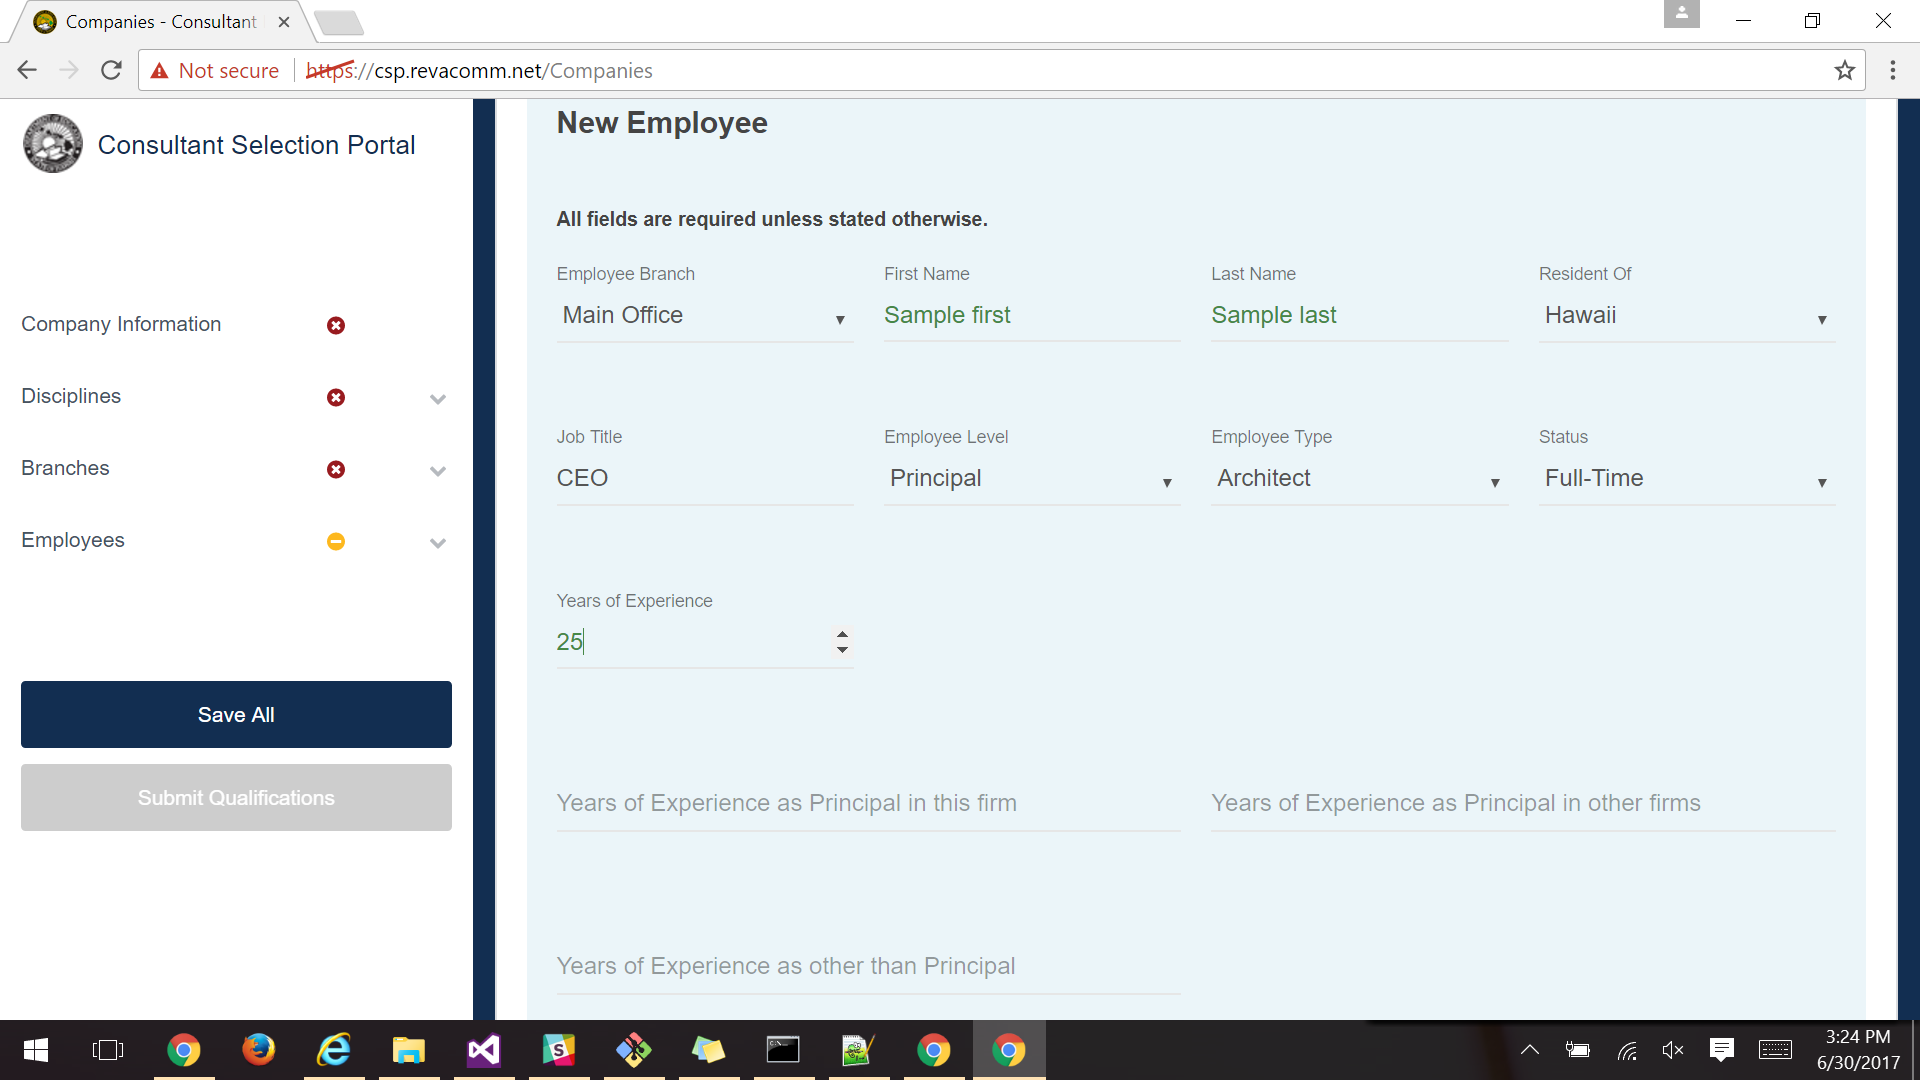 Companies - Consultant
Not secure
https://csp.revacomm.net/Companies
Consultant Selection Portal
Company Information
Disciplines
Branches
Employees
Save All
Submit Qualifications
New Employee
All fields are required unless stated otherwise.
Employee Branch First Name Last Name Resident Of
Main Office Sample first Sample last Hawaii
Job Title Employee Level Employee Type Status
CEO Principal Architect Full-Time
Years of Experience
25
Years of Experience as Principal in this firm Years of Experience as Principal in other firms
Years of Experience as other than Principal
3:24 PM
6/30/2017